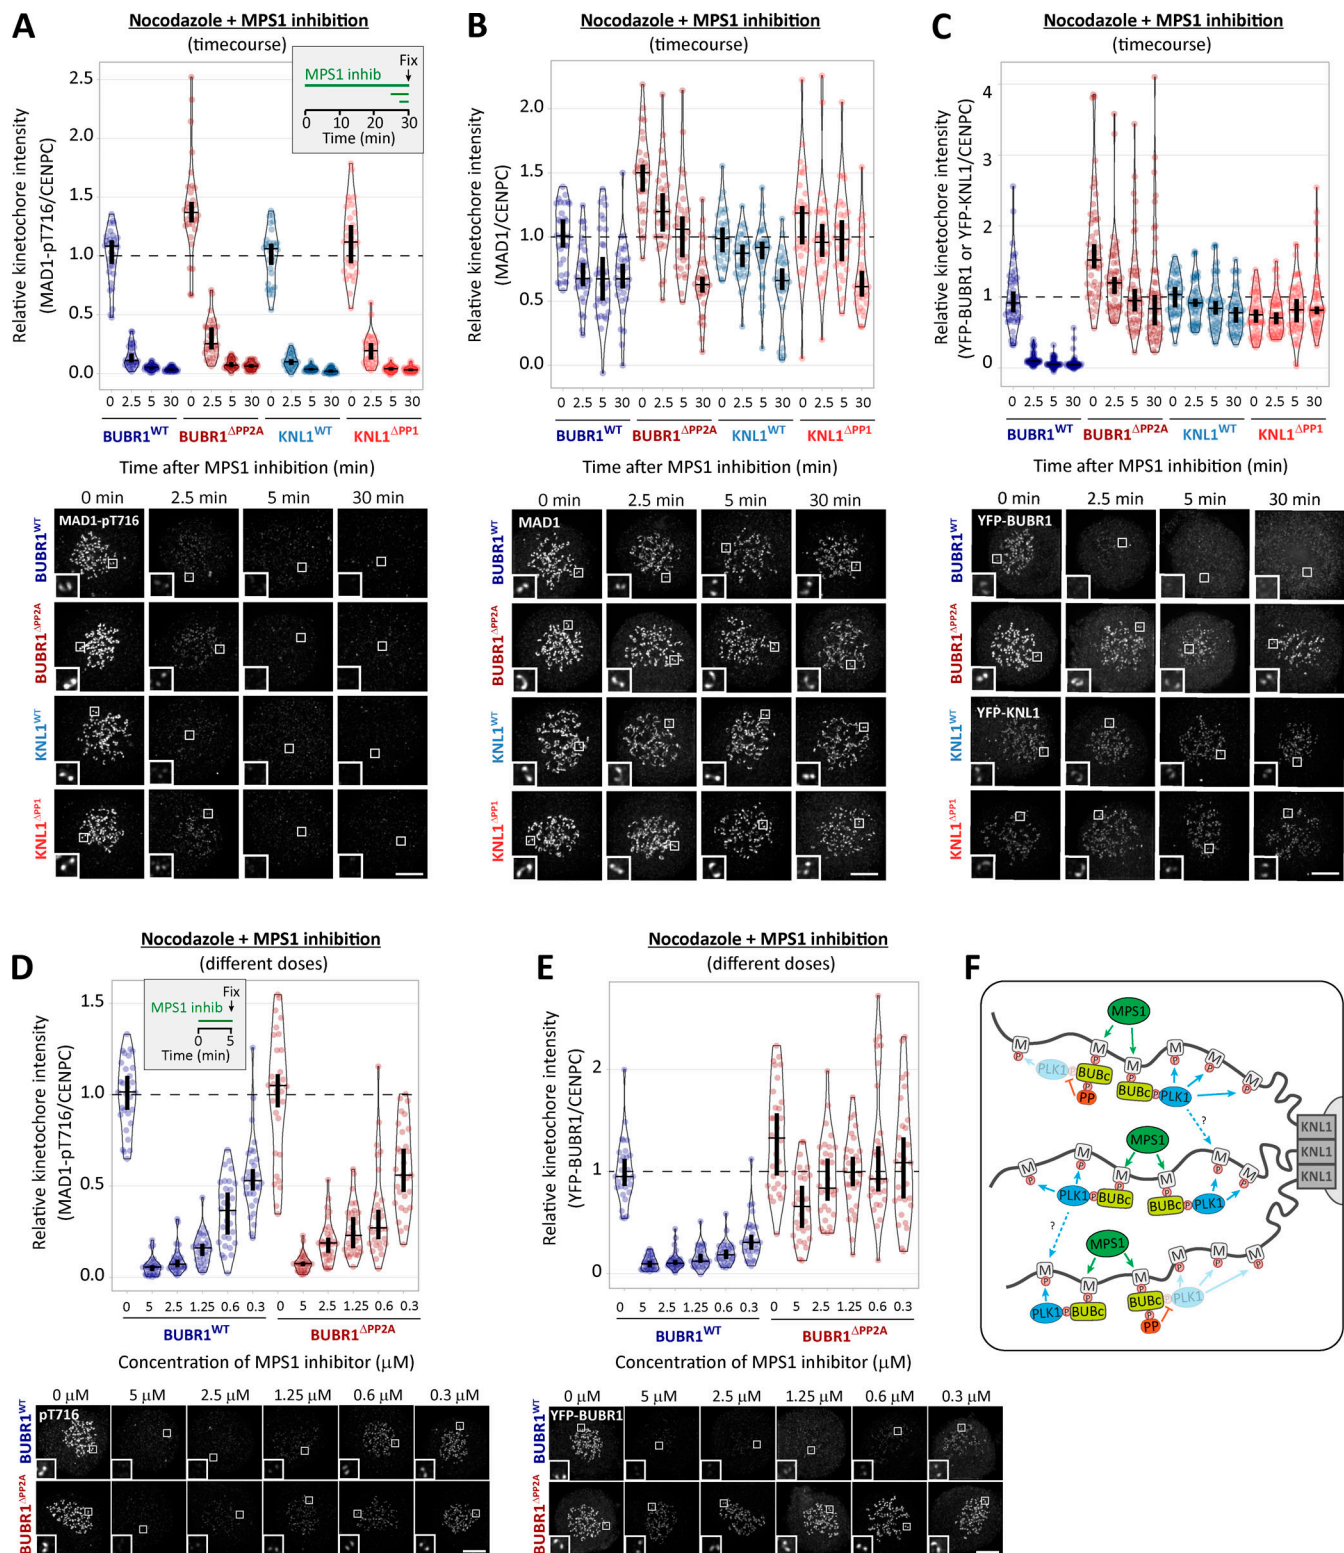 A
Nocodazole + MPS1 inhibition
(timecourse)
Relative kinetochore intensity
(MAD1-pT716/CENPC)
2.5
2.0
1.5
1.0
0.5
0.0
MPS1 inhib
Fix
0 10 20 30
Time (min)
0 2.5 5 30 0 2.5 5 30 0 2.5 5 30 0 2.5 5 30
BUBR1WT BUBR1ΔPP2A KNL1WT KNL1ΔPP1
Time after MPS1 inhibition (min)
0 min 2.5 min 5 min 30 min
MAD1-pT716
BUBR1WT
BUBR1ΔPP2A
KNL1WT
KNL1ΔPP1
B
Nocodazole + MPS1 inhibition
(timecourse)
Relative kinetochore intensity
(MAD1/CENPC)
2.0
1.5
1.0
0.5
0.0
0 2.5 5 30 0 2.5 5 30 0 2.5 5 30 0 2.5 5 30
BUBR1WT BUBR1ΔPP2A KNL1WT KNL1ΔPP1
Time after MPS1 inhibition (min)
0 min 2.5 min 5 min 30 min
MAD1
BUBR1WT
BUBR1ΔPP2A
KNL1WT
KNL1ΔPP1
C
Nocodazole + MPS1 inhibition
(timecourse)
Relative kinetochore intensity
(YFP-BUBR1 or YFP-KNL1/CENPC)
4
3
2
1
0
0 2.5 5 30 0 2.5 5 30 0 2.5 5 30 0 2.5 5 30
BUBR1WT BUBR1ΔPP2A KNL1WT KNL1ΔPP1
Time after MPS1 inhibition (min)
0 min 2.5 min 5 min 30 min
YFP-BUBR1
BUBR1WT
BUBR1ΔPP2A
YFP-KNL1
KNL1WT
KNL1ΔPP1
D
Nocodazole + MPS1 inhibition
(different doses)
Relative kinetochore intensity
(MAD1-pT716/CENPC)
1.5
1.0
0.5
0.0
Fix
MPS1 inhib
0 5
Time (min)
0 5 2.5 1.25 0.6 0.3 0 5 2.5 1.25 0.6 0.3
BUBR1WT BUBR1ΔPP2A
Concentration of MPS1 inhibitor (µM)
0 µM 5 µM 2.5 µM 1.25 µM 0.6 µM 0.3 µM
pT716
BUBR1WT
BUBR1ΔPP2A
E
Nocodazole + MPS1 inhibition
(different doses)
Relative kinetochore intensity
(YFP-BUBR1/CENPC)
2
1
0
0 5 2.5 1.25 0.6 0.3 0 5 2.5 1.25 0.6 0.3
BUBR1WT BUBR1ΔPP2A
Concentration of MPS1 inhibitor (µM)
0 µM 5 µM 2.5 µM 1.25 µM 0.6 µM 0.3 µM
YFP-BUBR1
BUBR1WT
BUBR1ΔPP2A
F
MPS1
M M M M M M
P P P P P P
PLK1 P BUBc BUBc P PLK1
PP
?
KNL1
KNL1
KNL1
MPS1
M M M M M M
P P P P P P
PLK1 P BUBc BUBc P PLK1
?
MPS1
M M M M M M
P P P P P P
PLK1 P BUBc BUBc P PLK1
PP